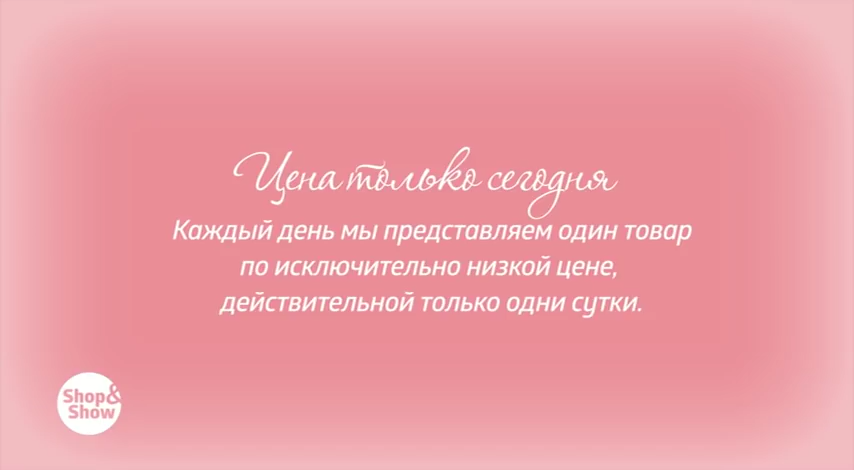 Цена только сегодня
Каждый день мы представляем один товар
по исключительно низкой цене,
действительной только одни сутки.
Shop&
Show